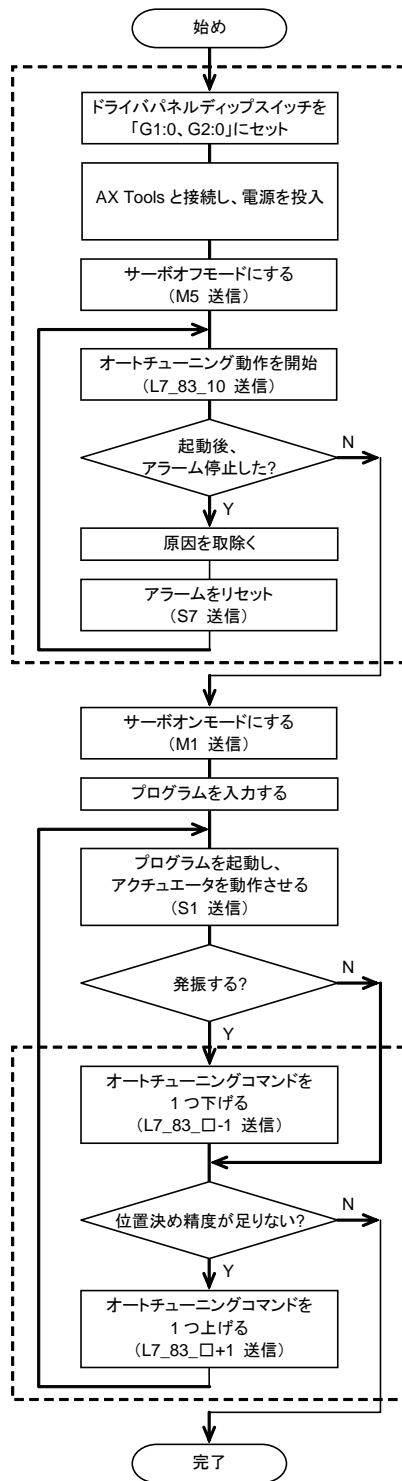 始め
ドライバパネルディップスイッチを
「G1:0、G2:0」にセット
AX Tools と接続し、電源を投入
サーボオフモードにする
(M5 送信)
オートチューニング動作を開始
(L7_83_10 送信)
起動後、
アラーム停止した?
N
Y
原因を取除く
アラームをリセット
(S7 送信)
サーボオンモードにする
(M1 送信)
プログラムを入力する
プログラムを起動し、
アクチュエータを動作させる
(S1 送信)
発振する?
N
Y
オートチューニングコマンドを
1 つ下げる
(L7_83_□-1 送信)
位置決め精度が足りない?
N
Y
オートチューニングコマンドを
1 つ上げる
(L7_83_□+1 送信)
完了